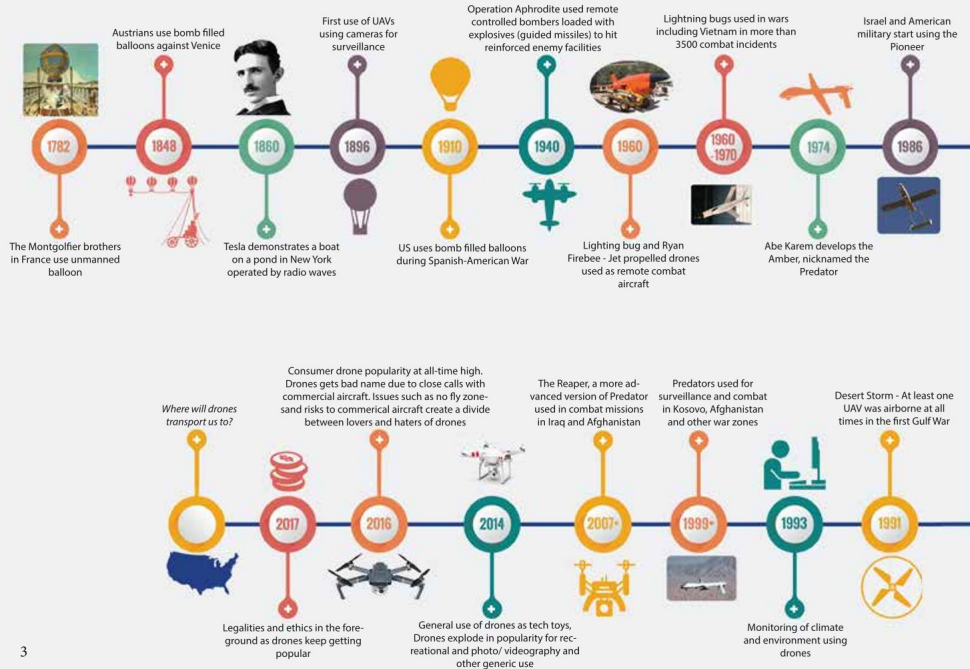 Austrians use bomb filled
balloons against Venice
First use of UAVs
using cameras for
surveillance
Operation Aphrodite used remote
controlled bombers loaded with
explosives (guided missiles) to hit
reinforced enemy facilities
Lightning bugs used in wars
including Vietnam in more than
3500 combat incidents
Israel and American
military start using the
Pioneer
1782
1848
1860
1896
1910
1940
1960
1960
-1970
1974
1986
The Montgolfier brothers
in France use unmanned
balloon
Tesla demonstrates a boat
on a pond in New York
operated by radio waves
US uses bomb filled balloons
during Spanish-American War
Lighting bug and Ryan
Firebee - Jet propelled drones
used as remote combat
aircraft
Abe Karem develops the
Amber, nicknamed the
Predator
Where will drones
transport us to?
Consumer drone popularity at all-time high.
Drones gets bad name due to close calls with
commercial aircraft. Issues such as no fly zone-
sand risks to commerical aircraft create a divide
between lovers and haters of drones
The Reaper, a more ad-
vanced version of Predator
used in combat missions
in Iraq and Afghanistan
Predators used for
surveillance and combat
in Kosovo, Afghanistan
and other war zones
Desert Storm - At least one
UAV was airborne at all
times in the first Gulf War
2017
2016
2014
2007+
1999+
1993
1991
Legalities and ethics in the fore-
ground as drones keep getting
popular
General use of drones as tech toys,
Drones explode in popularity for rec-
reational and photo/ videography and
other generic use
Monitoring of climate
and environment using
drones
3